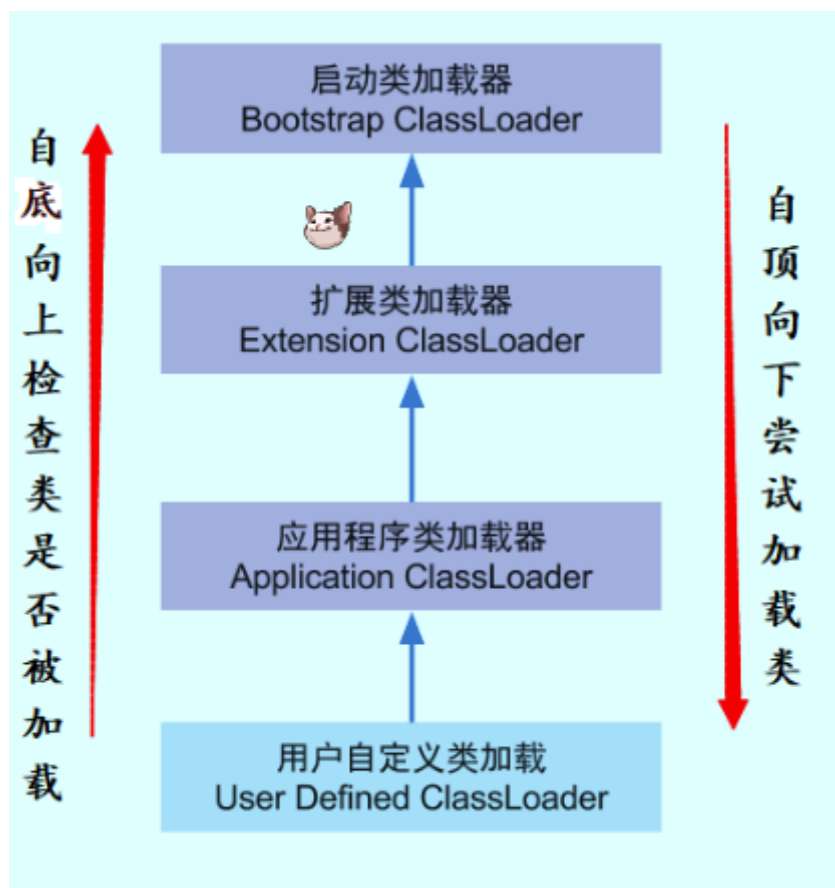 启动类加载器
Bootstrap ClassLoader
自底向上检查类是否被加载
自顶向下尝试加载类
扩展类加载器
Extension ClassLoader
应用程序类加载器
Application ClassLoader
用户自定义类加载
User Defined ClassLoader